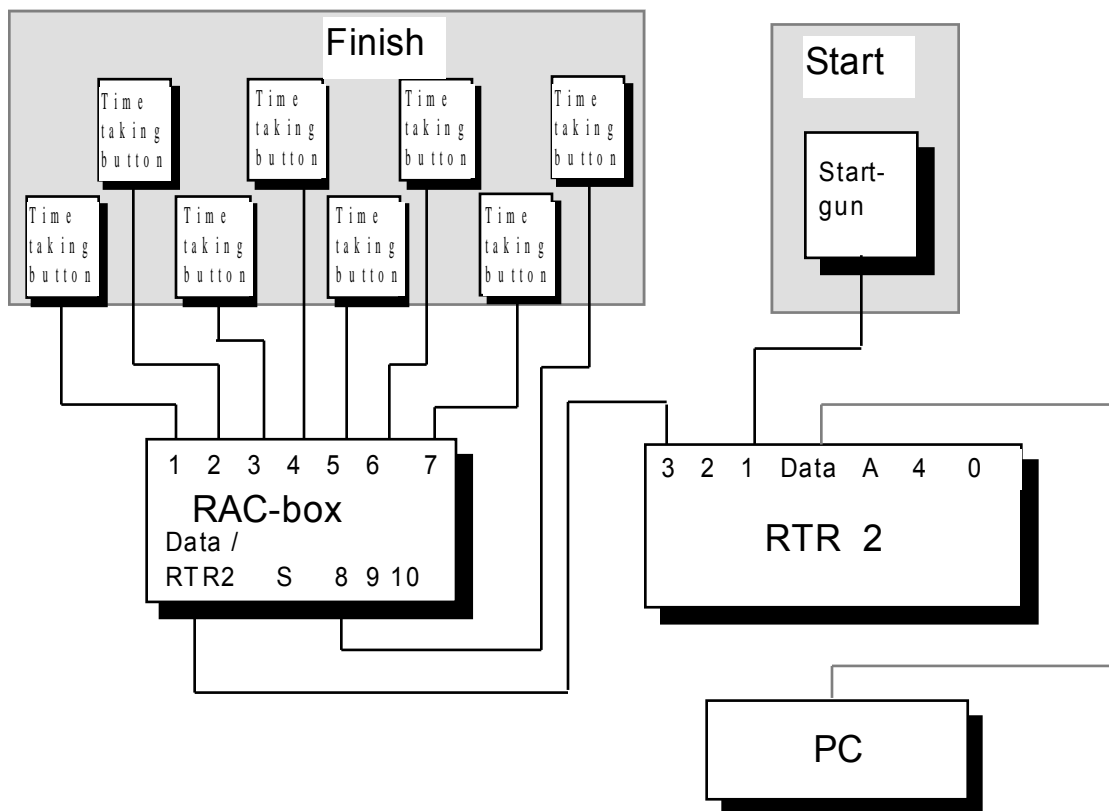 Finish
Time
taking
button
Time
taking
button
Time
taking
button
Time
taking
button
Time
taking
button
Time
taking
button
Time
taking
button
Time
taking
button
Start
Start-
gun
1 2 3 4 5 6 7
RAC-box
Data /
RTR2 S 8 9 10
3 2 1 Data A 4 0
RTR 2
PC